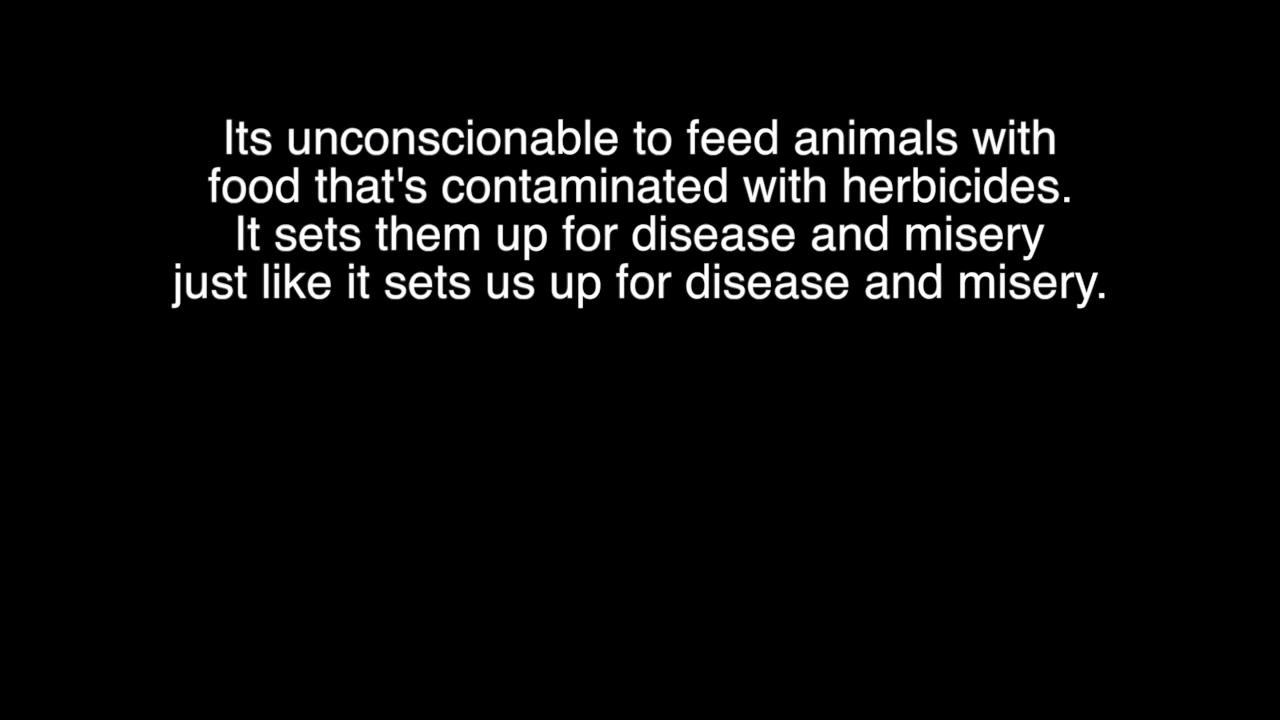 Its unconscionable to feed animals with
food that's contaminated with herbicides.
It sets them up for disease and misery
just like it sets us up for disease and misery.